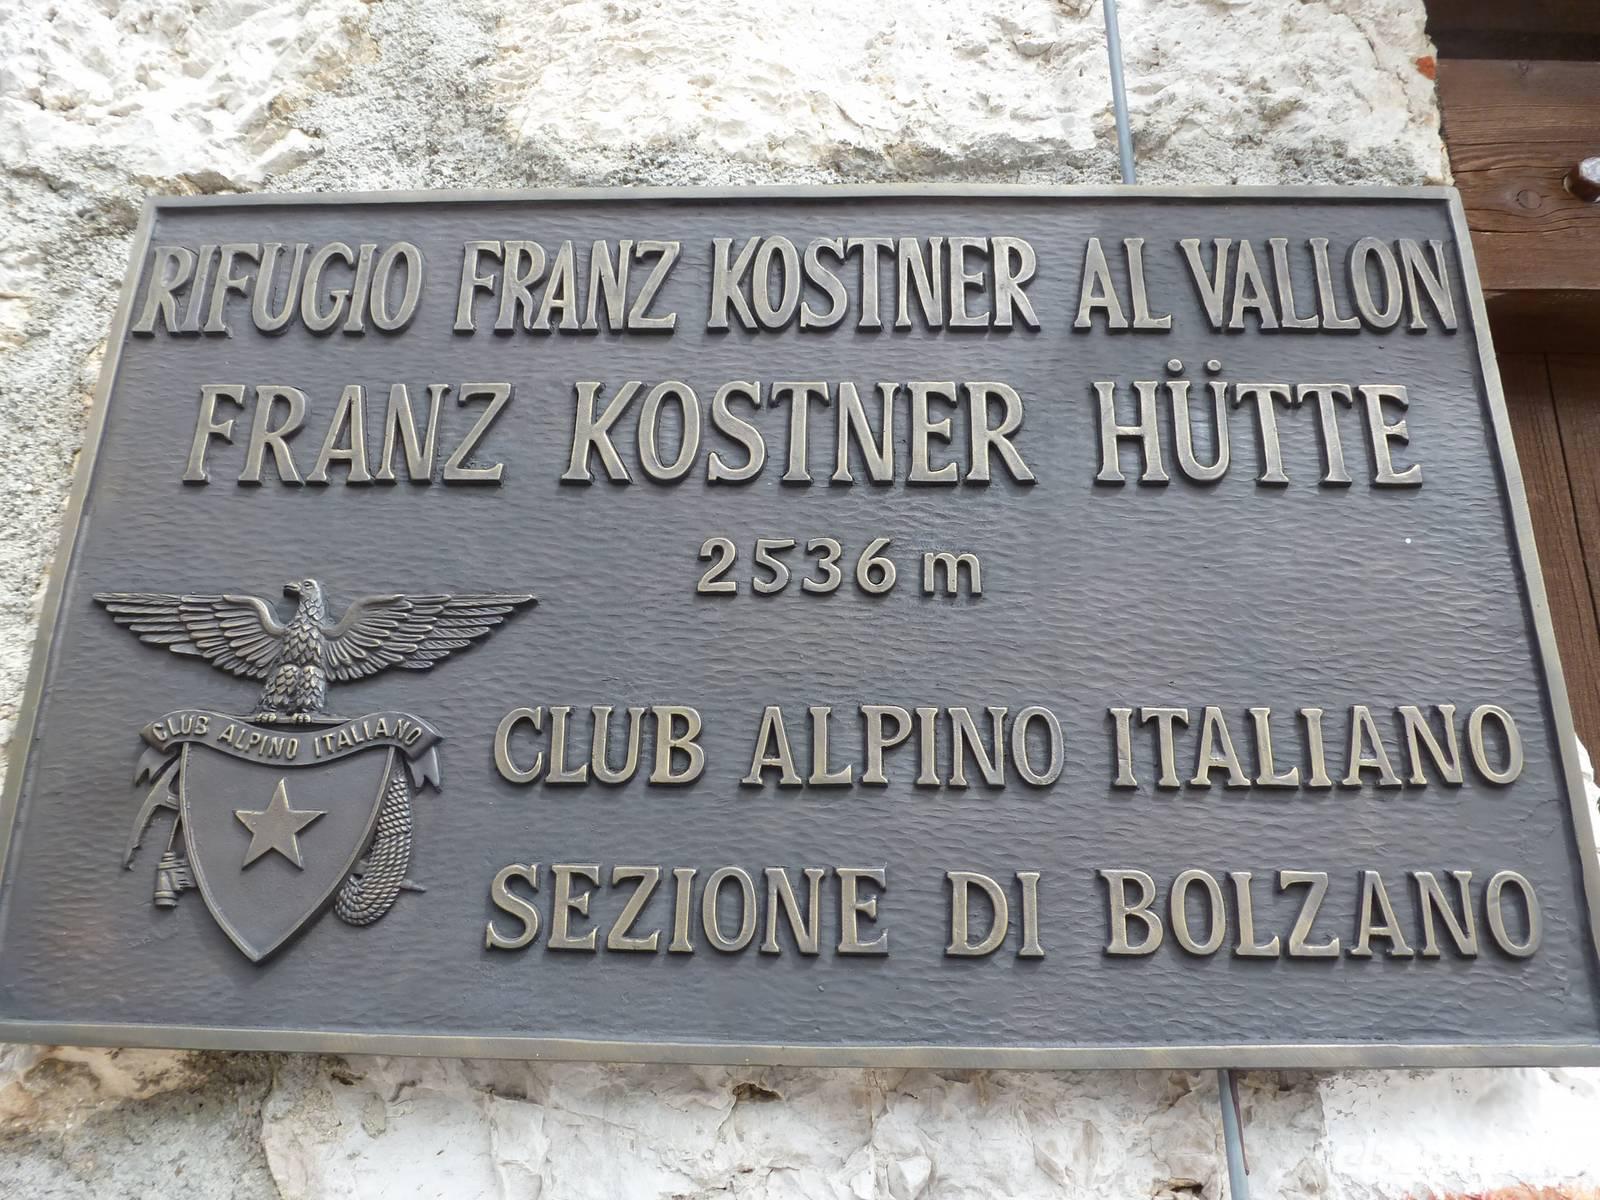 RIFUGIO FRANZ KOSTNER AL VALLON
FRANZ KOSTNER HÜTTE
2536 m
CLUB ALPINO ITALIANO
CLUB ALPINO ITALIANO
SEZIONE DI BOLZANO